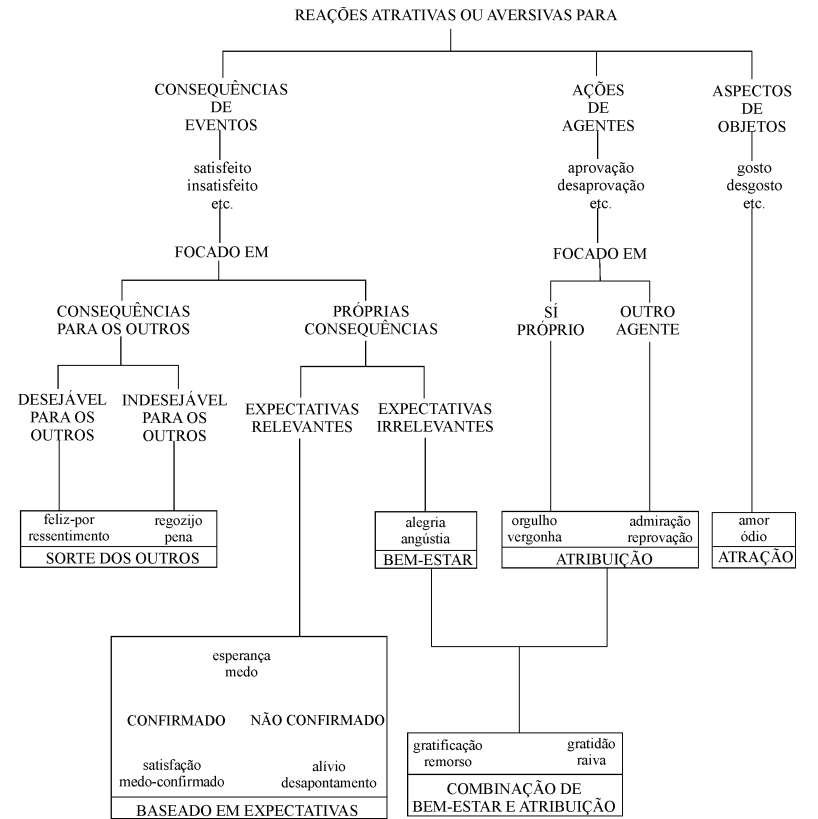 REAÇÕES ATRATIVAS OU AVERSIVAS PARA
CONSEQUÊNCIAS
DE
EVENTOS
AÇÕES
DE
AGENTES
ASPECTOS
DE
OBJETOS
satisfeito
insatisfeito
etc.
aprovação
desaprovação
etc.
gosto
desgosto
etc.
FOCADO EM
FOCADO EM
CONSEQUÊNCIAS
PARA OS OUTROS
PRÓPRIAS
CONSEQUÊNCIAS
SÍ
PRÓPRIO
OUTRO
AGENTE
DESEJÁVEL
PARA OS
OUTROS
INDESEJÁVEL
PARA OS
OUTROS
EXPECTATIVAS
RELEVANTES
EXPECTATIVAS
IRRELEVANTES
feliz-por
ressentimento
regozijo
pena
SORTE DOS OUTROS
alegria
angústia
BEM-ESTAR
orgulho
vergonha
admiração
reprovação
ATRIBUIÇÃO
amor
ódio
ATRAÇÃO
esperança
medo
CONFIRMADO
NÃO CONFIRMADO
satisfação
medo-confirmado
alívio
desapontamento
BASEADO EM EXPECTATIVAS
gratificação
remorso
gratidão
raiva
COMBINAÇÃO DE
BEM-ESTAR E ATRIBUIÇÃO